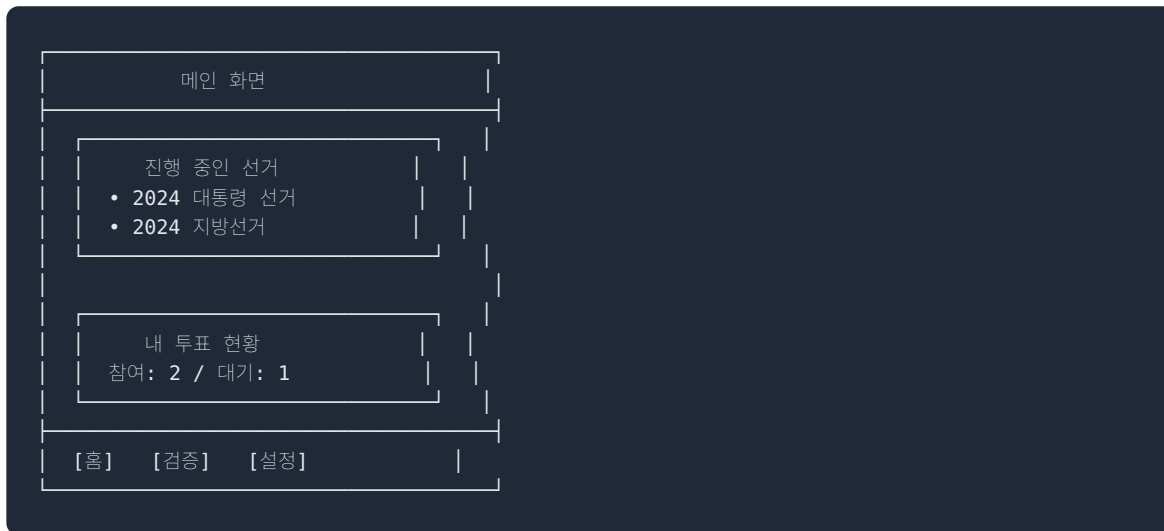 메인 화면
진행 중인 선거
• 2024 대통령 선거
• 2024 지방선거
내 투표 현황
참여: 2 / 대기: 1
[홈] [검증] [설정]